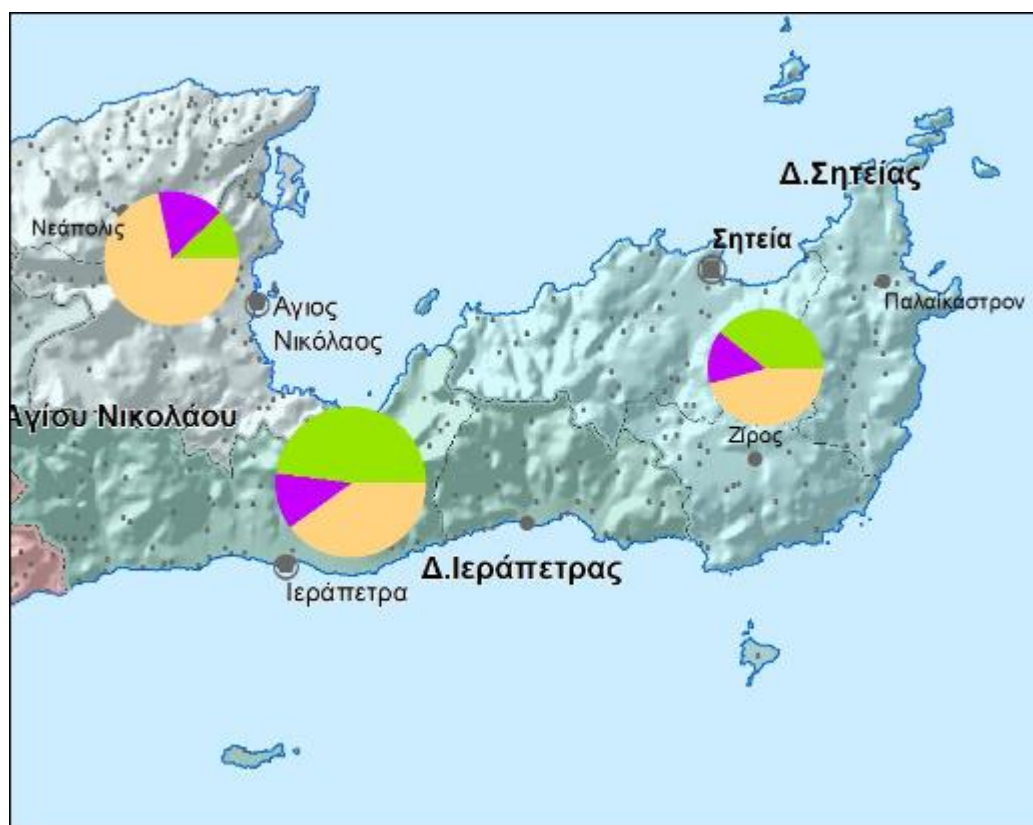 Δ.Σητείας
Νεάπολις
Σητεία
Παλαίκαστρον
Αγιος
Νικόλαος
Αγίου Νικολάου
Ζίρος
Δ.Ιεράπετρας
Ιεράπετρα